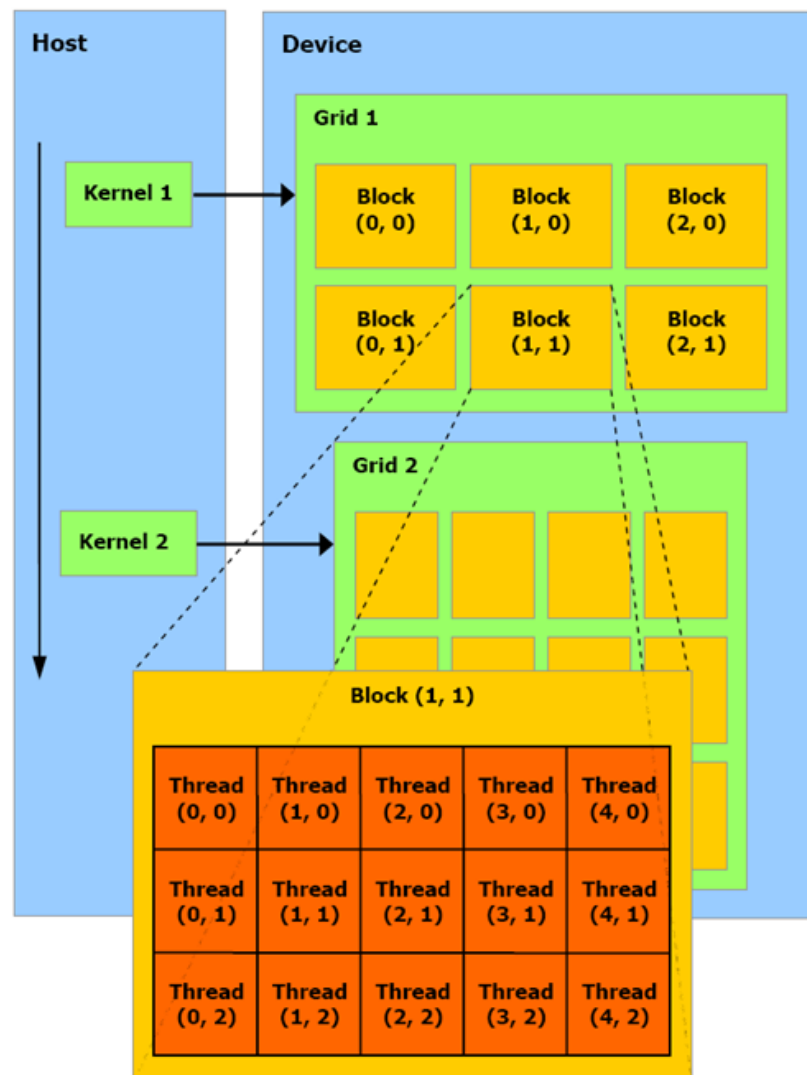 Host
Device
Grid 1
Kernel 1
Block
(0, 0)
Block
(1, 0)
Block
(2, 0)
Block
(0, 1)
Block
(1, 1)
Block
(2, 1)
Grid 2
Kernel 2
Block (1, 1)
Thread
(0, 0)
Thread
(1, 0)
Thread
(2, 0)
Thread
(3, 0)
Thread
(4, 0)
Thread
(0, 1)
Thread
(1, 1)
Thread
(2, 1)
Thread
(3, 1)
Thread
(4, 1)
Thread
(0, 2)
Thread
(1, 2)
Thread
(2, 2)
Thread
(3, 2)
Thread
(4, 2)